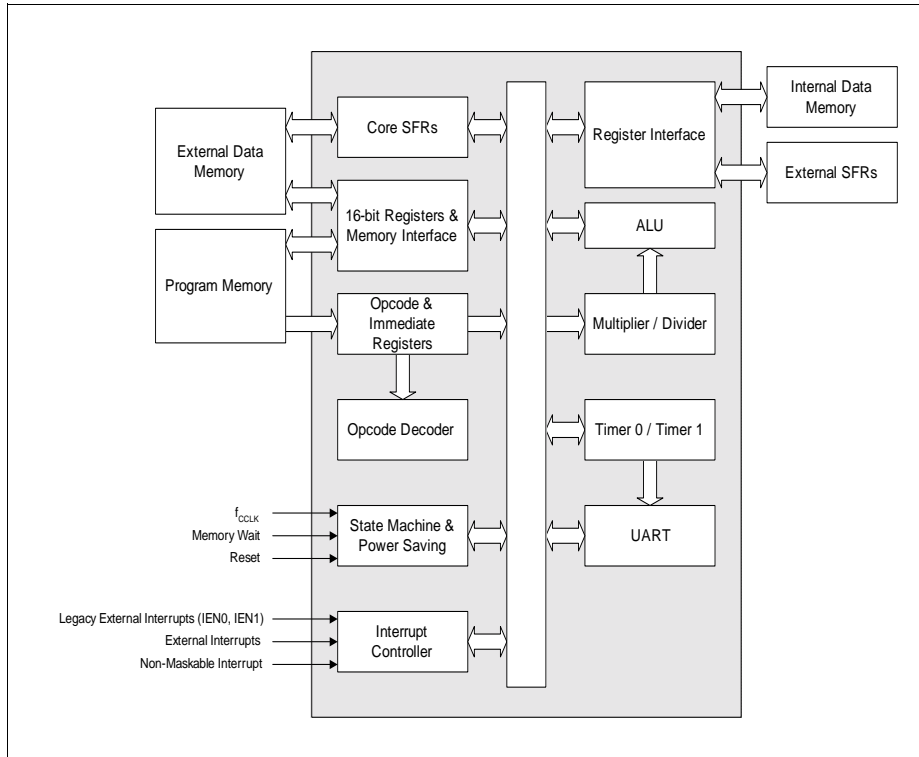 Core SFRs
Register Interface
Internal Data
Memory
External Data
Memory
External SFRs
16-bit Registers &
Memory Interface
ALU
Program Memory
Opcode &
Immediate
Registers
Multiplier / Divider
Opcode Decoder
Timer 0 / Timer 1
fCCLK
Memory Wait
Reset
State Machine &
Power Saving
UART
Legacy External Interrupts (IEN0, IEN1)
External Interrupts
Non-Maskable Interrupt
Interrupt
Controller